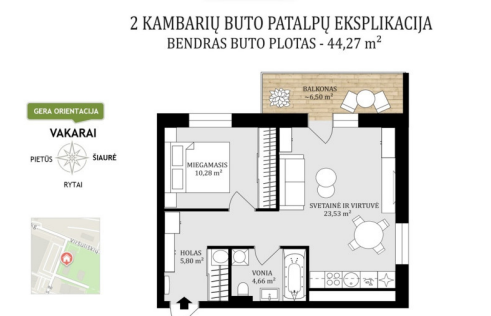 2 KAMBARIŲ BUTO PATALPŲ EKSPLIKACIJA
BENDRAS BUTO PLOTAS - 44,27 m²
GERA ORIENTACIJA
VAKARAI
PIETŪS
ŠIAURĖ
RYTAI
BALKONAS
~6,50 m²
MIEGAMASIS
10,28 m²
SVETAINĖ IR VIRTUVĖ
23,53 m²
HOLAS
5,80 m²
VONIA
4,66 m²